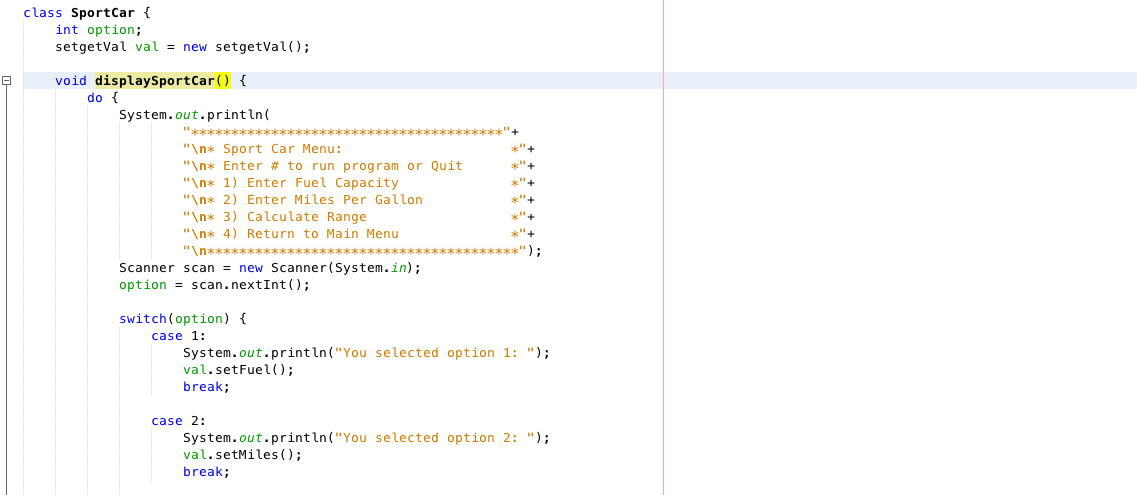 class SportCar {
    int option;
    setgetVal val = new setgetVal();
    void displaySportCar() {
        do {
            System.out.println(
                    "***************************************"+
                    "\n* Sport Car Menu:                     *"+
                    "\n* Enter # to run program or Quit      *"+
                    "\n* 1) Enter Fuel Capacity              *"+
                    "\n* 2) Enter Miles Per Gallon           *"+
                    "\n* 3) Calculate Range                  *"+
                    "\n* 4) Return to Main Menu              *"+
                    "\n***************************************");
            Scanner scan = new Scanner(System.in);
            option = scan.nextInt();
            switch(option) {
                case 1:
                    System.out.println("You selected option 1: ");
                    val.setFuel();
                    break;
                case 2:
                    System.out.println("You selected option 2: ");
                    val.setMiles();
                    break;